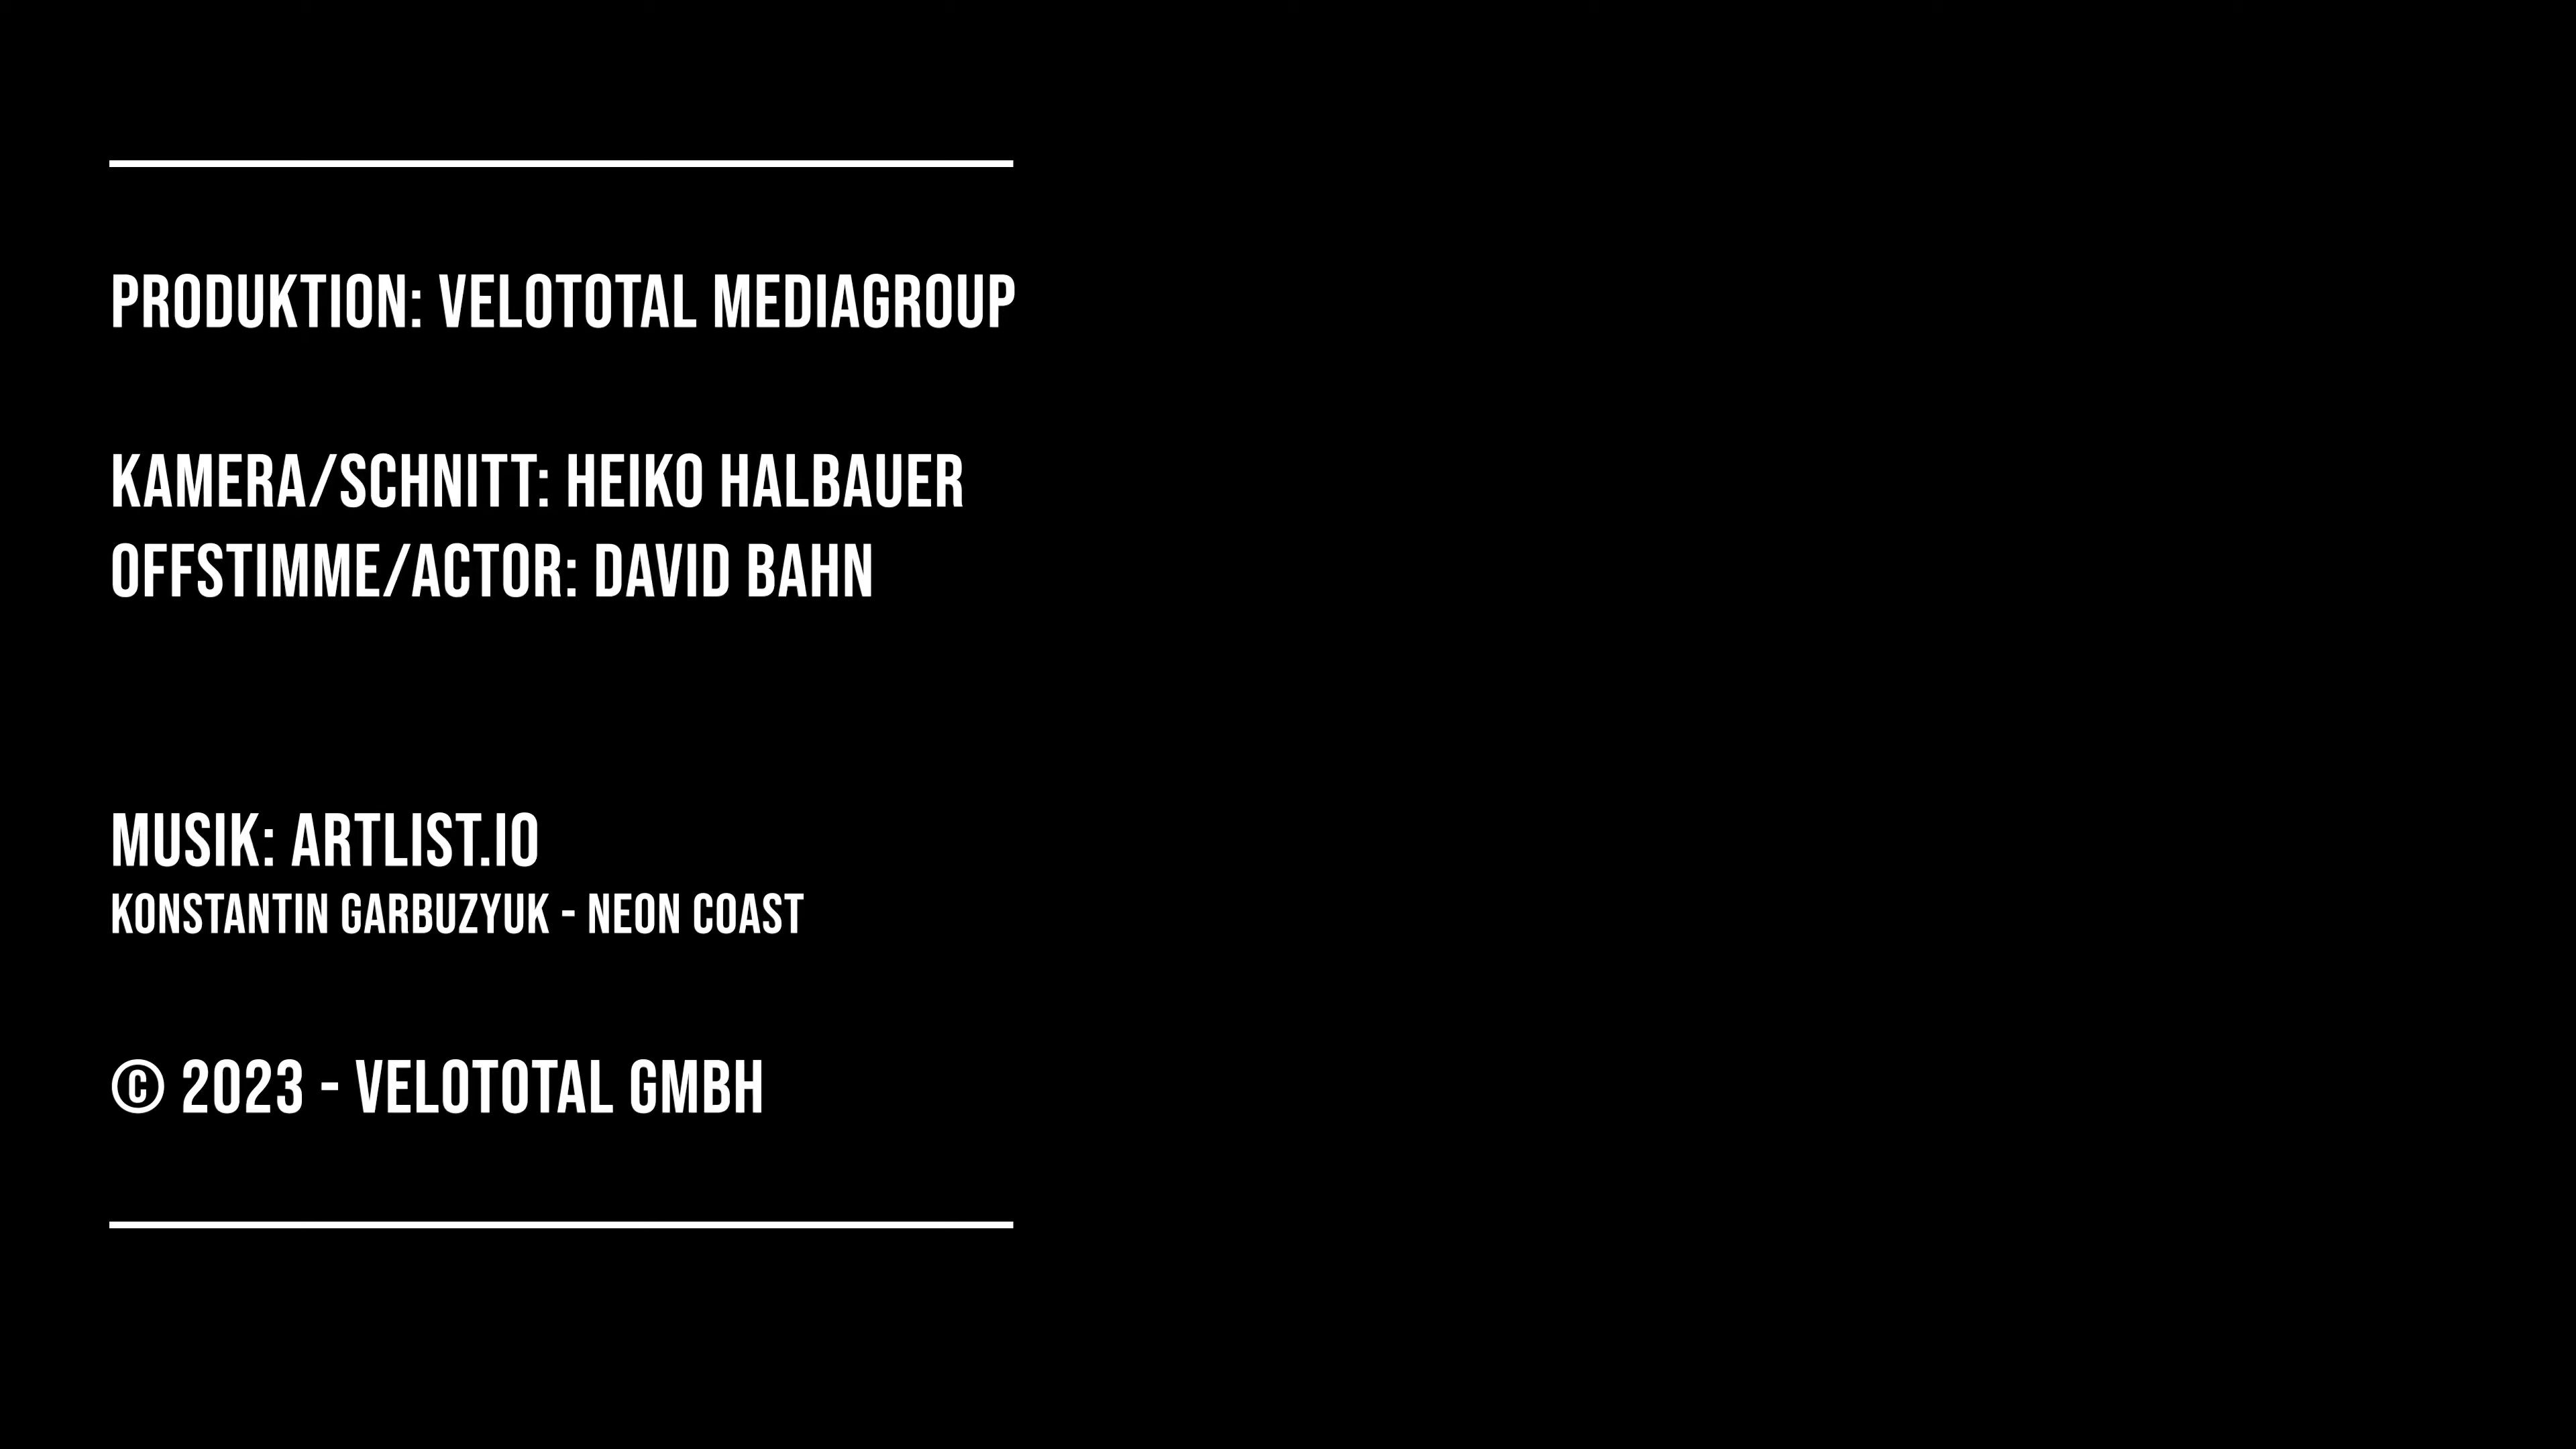 PRODUKTION: VELOTOTAL MEDIAGROUP
KAMERA/SCHNITT: HEIKO HALBAUER
OFFSTIMME/ACTOR: DAVID BAHN
MUSIK: ARTLIST.IO
KONSTANTIN GARBUZYUK - NEON COAST
© 2023 - VELOTOTAL GMBH